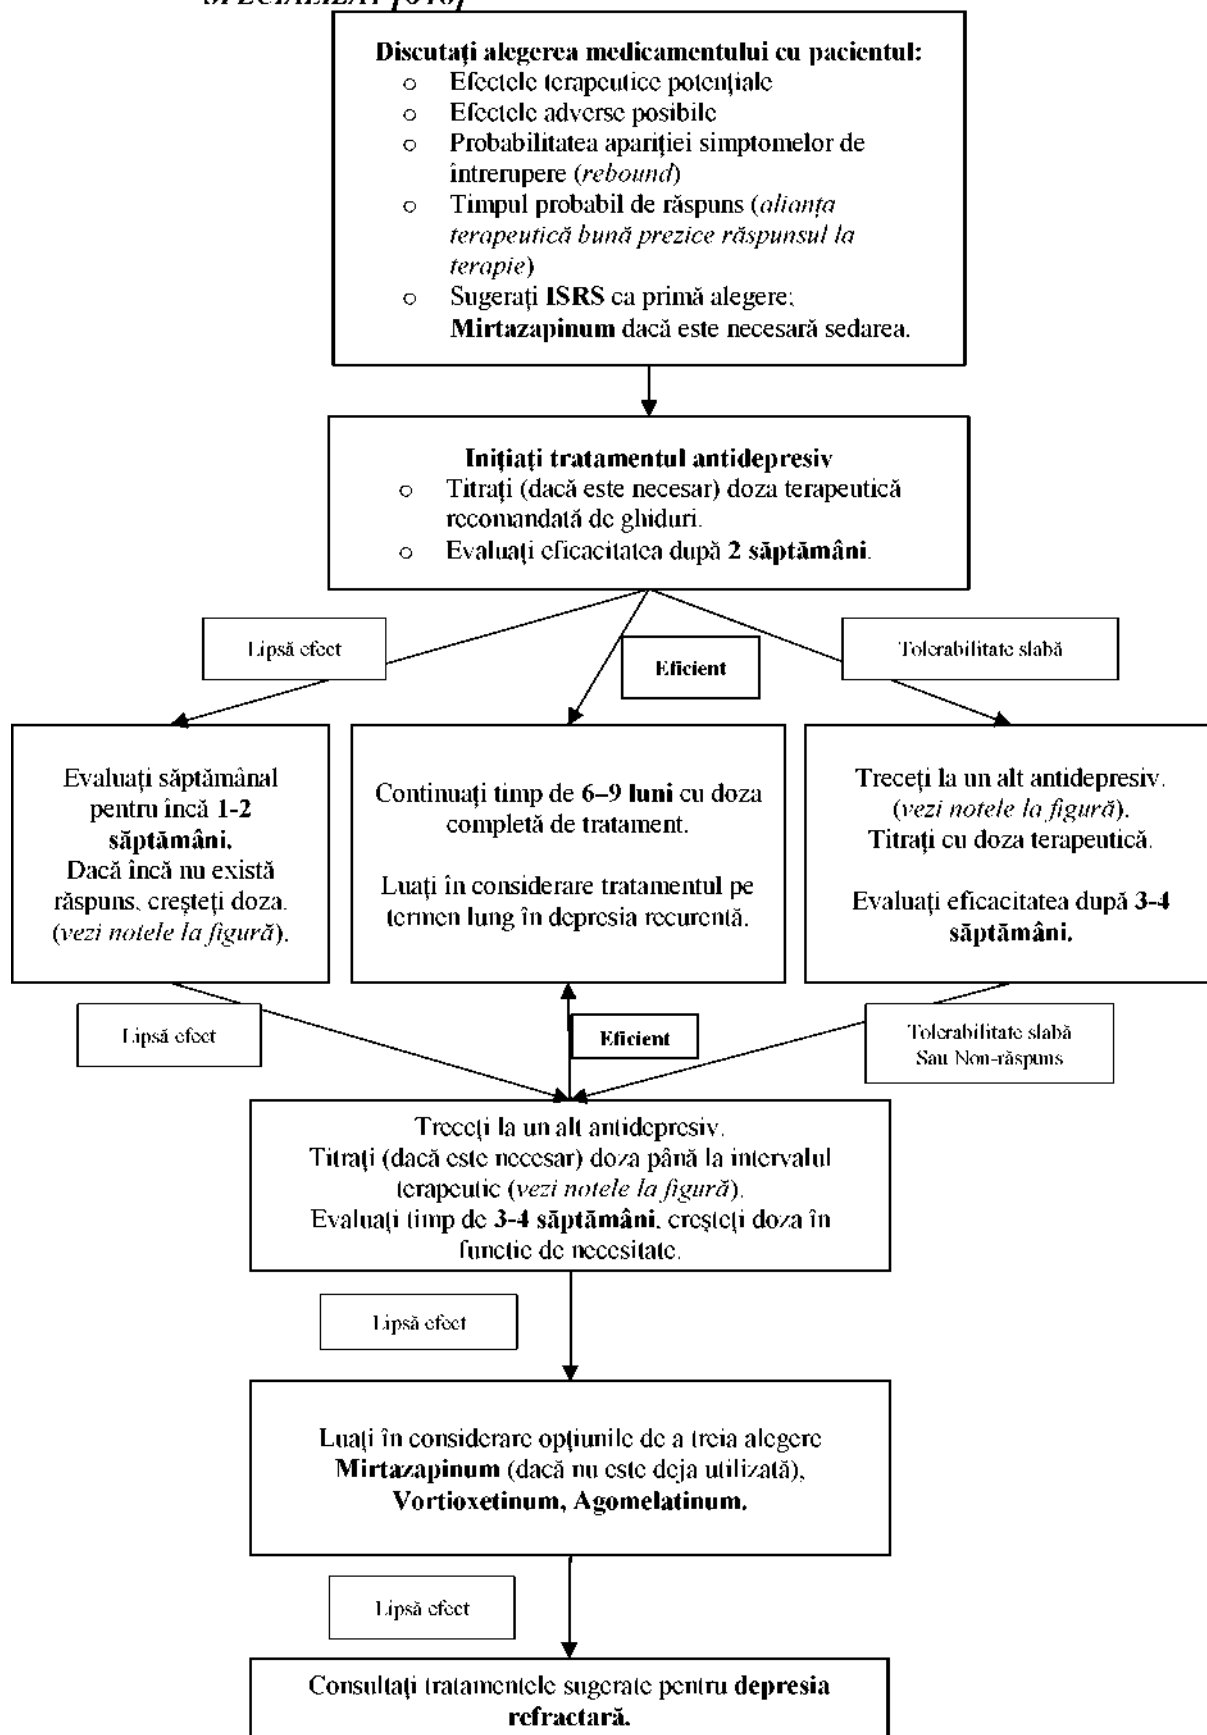 Discutați alegerea medicamentului cu pacientul:
o Efectele terapeutice potențiale
o Efectele adverse posibile
o Probabilitatea apariției simptomelor de
întrerupere (rebound)
o Timpul probabil de răspuns (alianța
terapeutică bună prezice răspunsul la
terapie)
o Sugerați ISRS ca primă alegere;
Mirtazapinum dacă este necesară sedarea.
Inițiați tratamentul antidepresiv
o Titrați (dacă este necesar) doza terapeutică
recomandată de ghiduri.
o Evaluați eficacitatea după 2 săptămâni.
Lipsă efect
Eficient
Tolerabilitate slabă
Evaluați săptămânal
pentru încă 1-2
săptămâni.
Dacă încă nu există
răspuns, creșteți doza.
(vezi notele la figură).
Continuați timp de 6–9 luni cu doza
completă de tratament.
Luați în considerare tratamentul pe
termen lung în depresia recurentă.
Treceți la un alt antidepresiv.
(vezi notele la figură).
Titrați cu doza terapeutică.
Evaluați eficacitatea după 3-4
săptămâni.
Lipsă efect
Eficient
Tolerabilitate slabă
Sau Non-răspuns
Treceți la un alt antidepresiv.
Titrați (dacă este necesar) doza până la intervalul
terapeutic (vezi notele la figură).
Evaluați timp de 3-4 săptămâni, creșteți doza în
functie de necesitate.
Lipsă efect
Luați în considerare opțiunile de a treia alegere
Mirtazapinum (dacă nu este deja utilizată),
Vortioxetinum, Agomelatinum.
Lipsă efect
Consultați tratamentele sugerate pentru depresia
refractară.